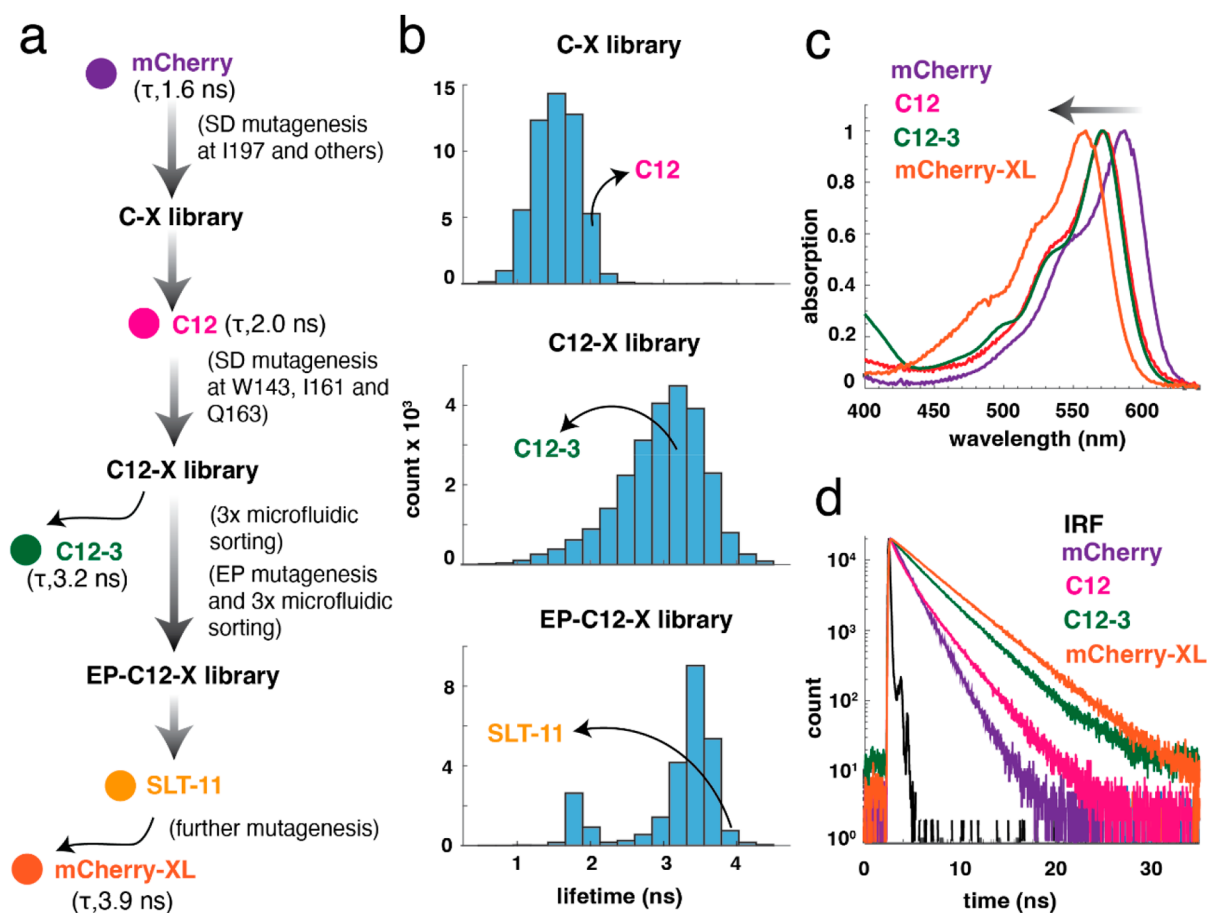 a
mCherry
(τ,1.6 ns)
(SD mutagenesis
at I197 and others)
C-X library
C12 (τ,2.0 ns)
(SD mutagenesis
at W143, I161 and
Q163)
C12-X library
C12-3
(τ,3.2 ns)
(3x microfluidic
sorting)
(EP mutagenesis
and 3x microfluidic
sorting)
EP-C12-X library
SLT-11
(further mutagenesis)
mCherry-XL
(τ,3.9 ns)
b
C-X library
15
10
5
0
C12
C12-X library
4
2
0
C12-3
count x 10³
EP-C12-X library
8
4
0
SLT-11
1 2 3 4
lifetime (ns)
c
mCherry
C12
C12-3
mCherry-XL
1
0.8
0.6
0.4
0.2
0
absorption
400 450 500 550 600
wavelength (nm)
d
IRF
mCherry
C12
C12-3
mCherry-XL
10⁴
10³
10²
10¹
10⁰
count
0 10 20 30
time (ns)